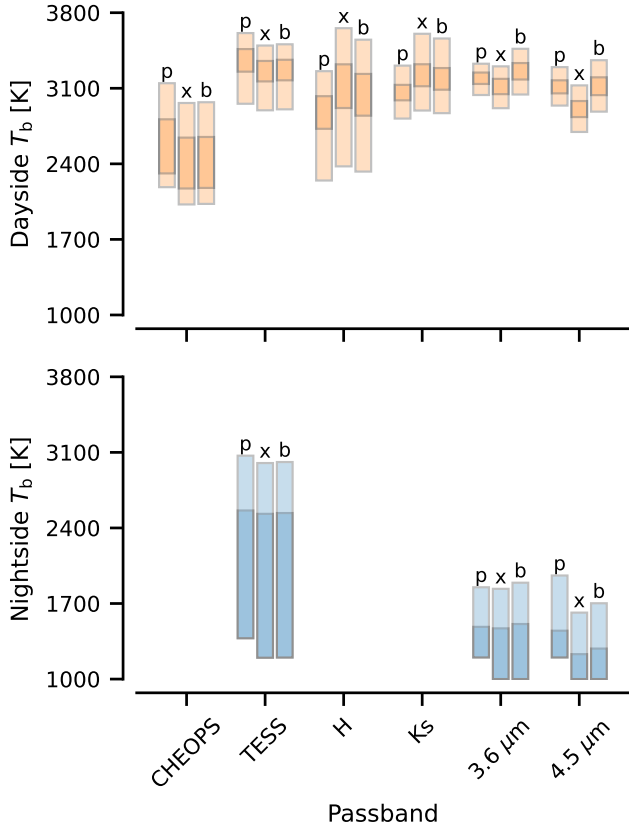 3800
3100
2400
1700
1000
Dayside T_b [K]
p x b
p x b
p x b
p x b
p x b
p x b
3800
3100
2400
1700
1000
Nightside T_b [K]
p x b
p x b
p x b
CHEOPS
TESS
H
Ks
3.6 μm
4.5 μm
Passband